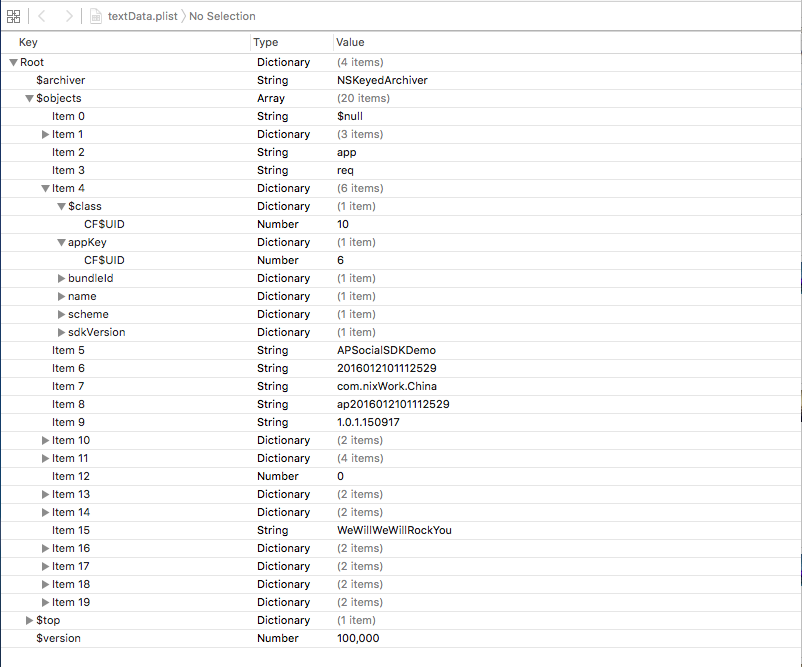 textData.plist No Selection
Key Type Value
Root Dictionary (4 items)
$archiver String NSKeyedArchiver
$objects Array (20 items)
Item 0 String $null
Item 1 Dictionary (3 items)
Item 2 String app
Item 3 String req
Item 4 Dictionary (6 items)
$class Dictionary (1 item)
CF$UID Number 10
appKey Dictionary (1 item)
CF$UID Number 6
bundleId Dictionary (1 item)
name Dictionary (1 item)
scheme Dictionary (1 item)
sdkVersion Dictionary (1 item)
Item 5 String APSocialSDKDemo
Item 6 String 2016012101112529
Item 7 String com.nixWork.China
Item 8 String ap2016012101112529
Item 9 String 1.0.1.150917
Item 10 Dictionary (2 items)
Item 11 Dictionary (4 items)
Item 12 Number 0
Item 13 Dictionary (2 items)
Item 14 Dictionary (2 items)
Item 15 String WeWillWeWillRockYou
Item 16 Dictionary (2 items)
Item 17 Dictionary (2 items)
Item 18 Dictionary (2 items)
Item 19 Dictionary (2 items)
$top Dictionary (1 item)
$version Number 100,000